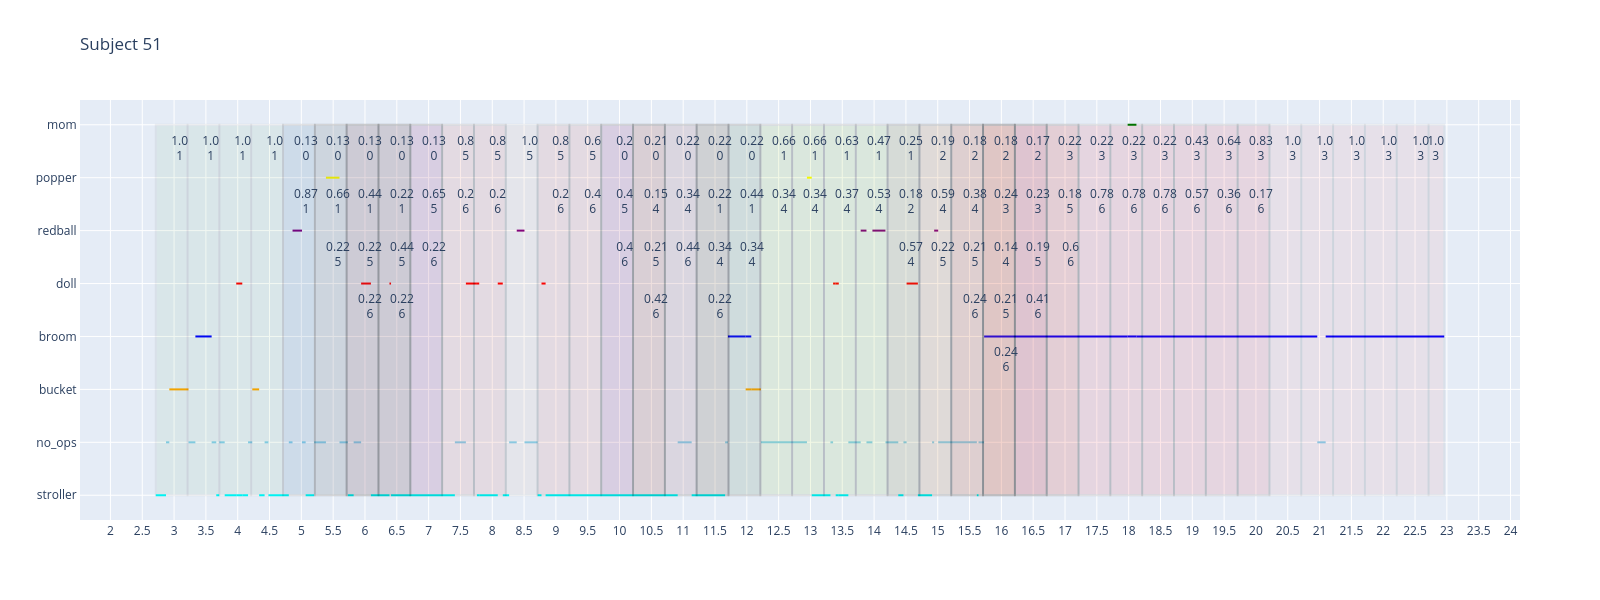 Subject 51
mom
1.0 1.0 1.0 1.0 0.13 0.13 0.13 0.13 0.13 0.8 0.8 1.0 0.8 0.6 0.2 0.21 0.22 0.22 0.22 0.66 0.66 0.63 0.47 0.25 0.19 0.18 0.18 0.17 0.22 0.22 0.22 0.22 0.43 0.64 0.83 1.0 1.0 1.0 1.0 1.0 1.0
1 1 1 1 0 0 0 0 0 5 5 5 5 5 0 0 0 0 0 1 1 1 1 1 2 2 2 2 3 3 3 3 3 3 3 3 3 3 3 3 3
popper
0.87 0.66 0.44 0.22 0.65 0.2 0.2 0.2 0.4 0.4 0.15 0.34 0.22 0.44 0.34 0.34 0.37 0.53 0.18 0.59 0.38 0.24 0.23 0.18 0.78 0.78 0.78 0.57 0.36 0.17
1 1 1 1 5 6 6 6 6 5 4 4 1 1 4 4 4 4 2 4 4 3 3 5 6 6 6 6 6 6
redball
0.22 0.22 0.44 0.22 0.4 0.21 0.44 0.34 0.34 0.57 0.22 0.21 0.14 0.19 0.6
5 5 5 6 6 5 6 4 4 4 5 5 4 5 6
doll
0.22 0.22 0.42 0.22 0.24 0.21 0.41
6 6 6 6 6 5 6
broom
0.24
6
bucket
no_ops
stroller
2 2.5 3 3.5 4 4.5 5 5.5 6 6.5 7 7.5 8 8.5 9 9.5 10 10.5 11 11.5 12 12.5 13 13.5 14 14.5 15 15.5 16 16.5 17 17.5 18 18.5 19 19.5 20 20.5 21 21.5 22 22.5 23 23.5 24